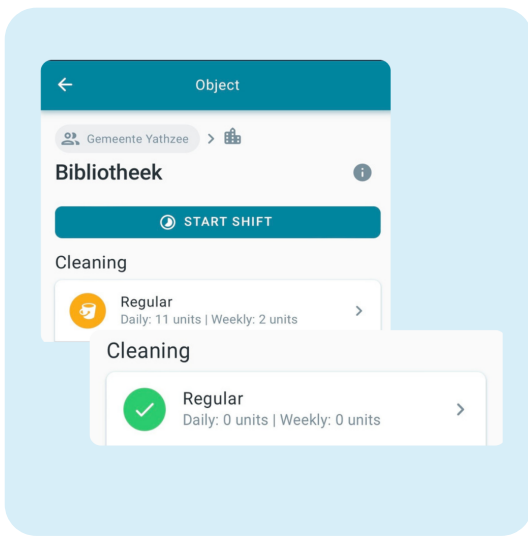 Object
Gemeente Yathzee
Bibliotheek
START SHIFT
Cleaning
Regular
Daily: 11 units | Weekly: 2 units
Cleaning
Regular
Daily: 0 units | Weekly: 0 units